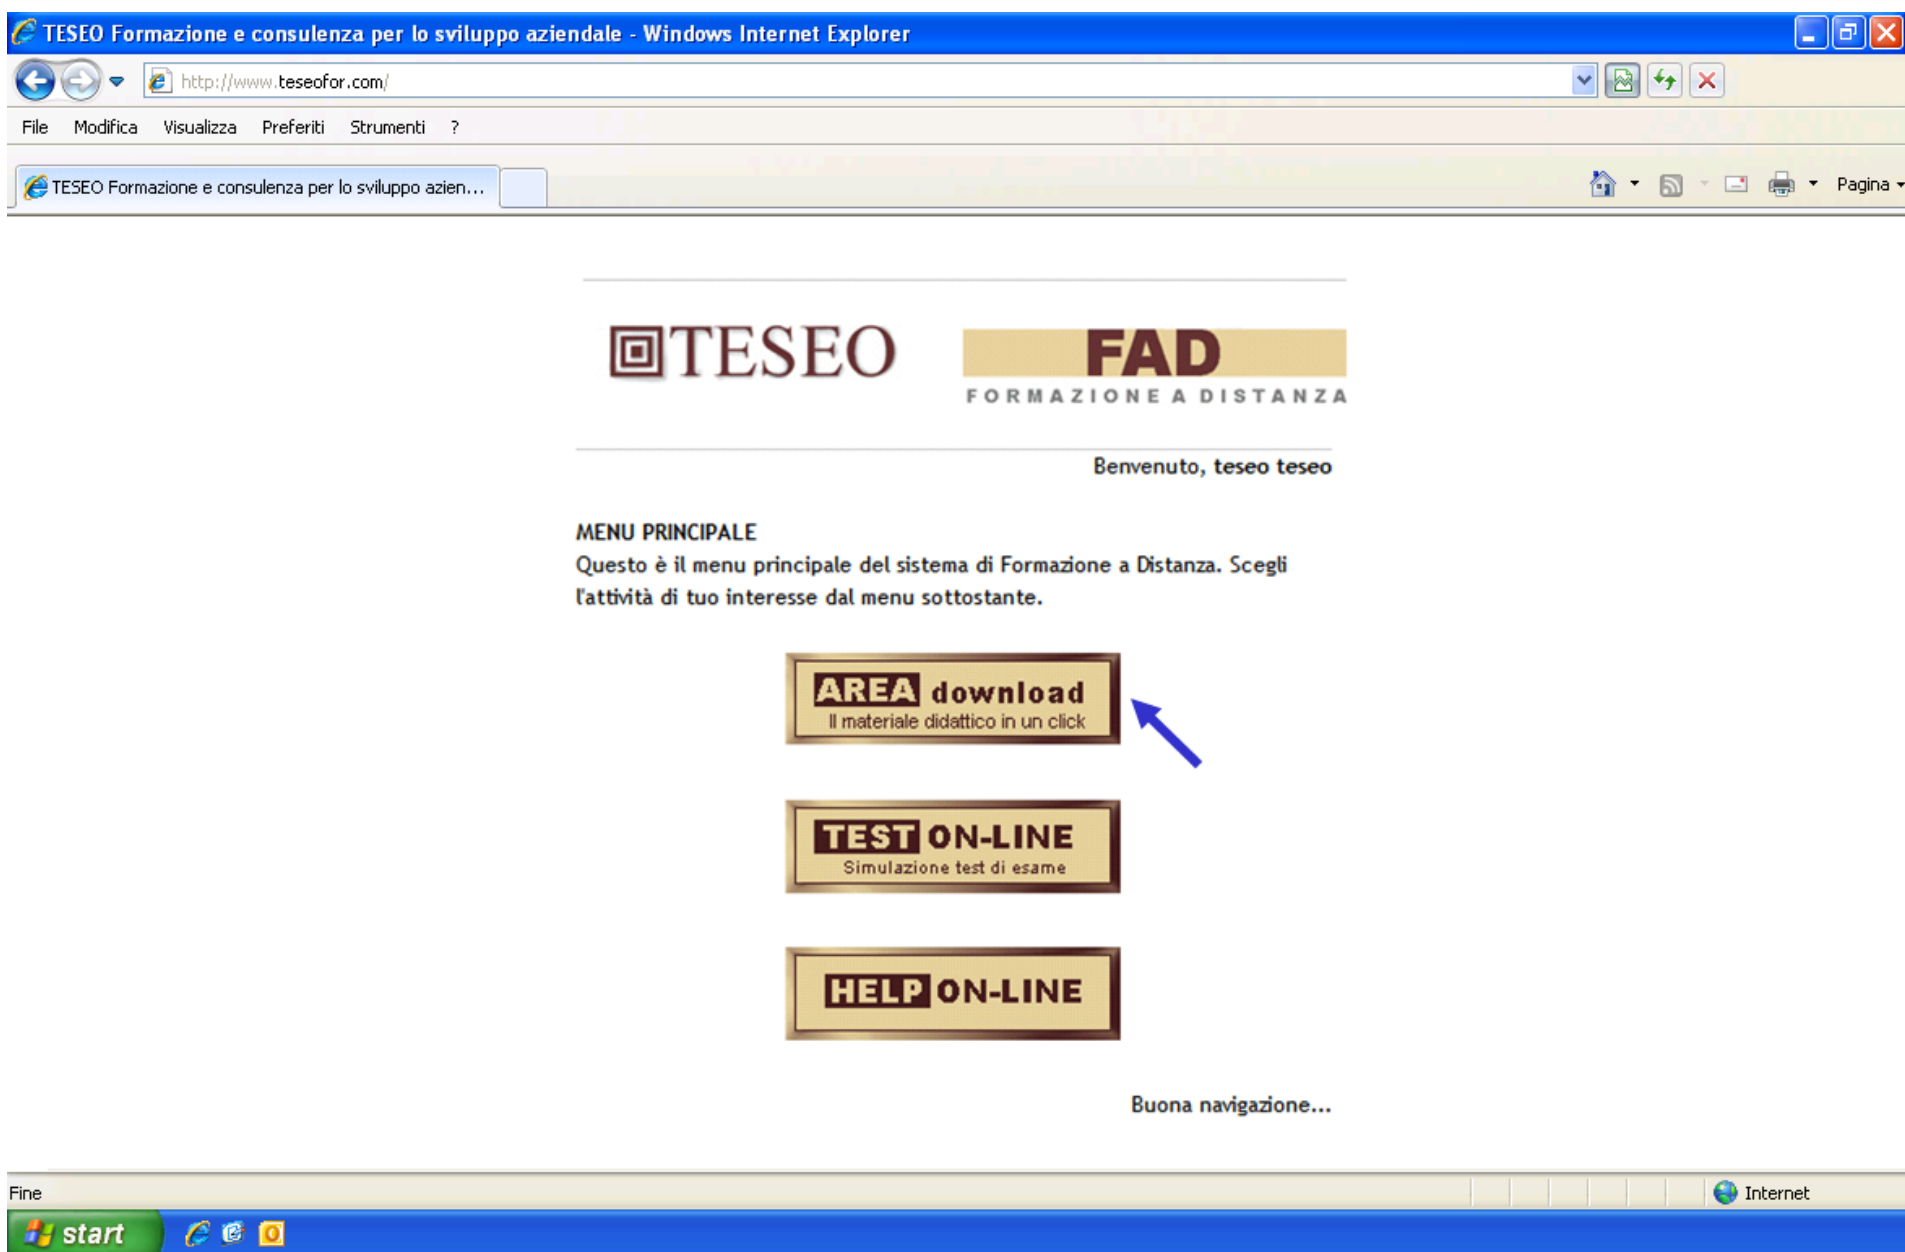 TESEO Formazione e consulenza per lo sviluppo aziendale - Windows Internet Explorer
http://www.teseofor.com/
File Modifica Visualizza Preferiti Strumenti ?
TESEO Formazione e consulenza per lo sviluppo azien...
Pagina
TESEO
FAD
FORMAZIONE A DISTANZA
Benvenuto, teseo teseo
MENU PRINCIPALE
Questo è il menu principale del sistema di Formazione a Distanza. Scegli
l'attività di tuo interesse dal menu sottostante.
AREA download
Il materiale didattico in un click
TEST ON-LINE
Simulazione test di esame
HELP ON-LINE
Buona navigazione...
Fine
Internet
start